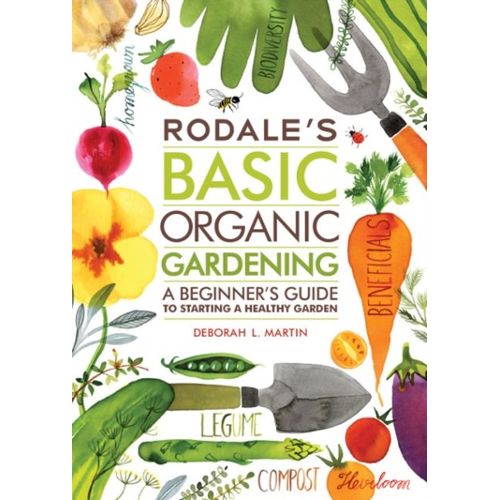 homegrown
BIODIVERSITY
RODALE'S
BASIC
ORGANIC
GARDENING
A BEGINNER'S GUIDE
TO STARTING A HEALTHY GARDEN
DEBORAH L. MARTIN
BENEFICIALS
LEGUME
COMPOST
Heirloom